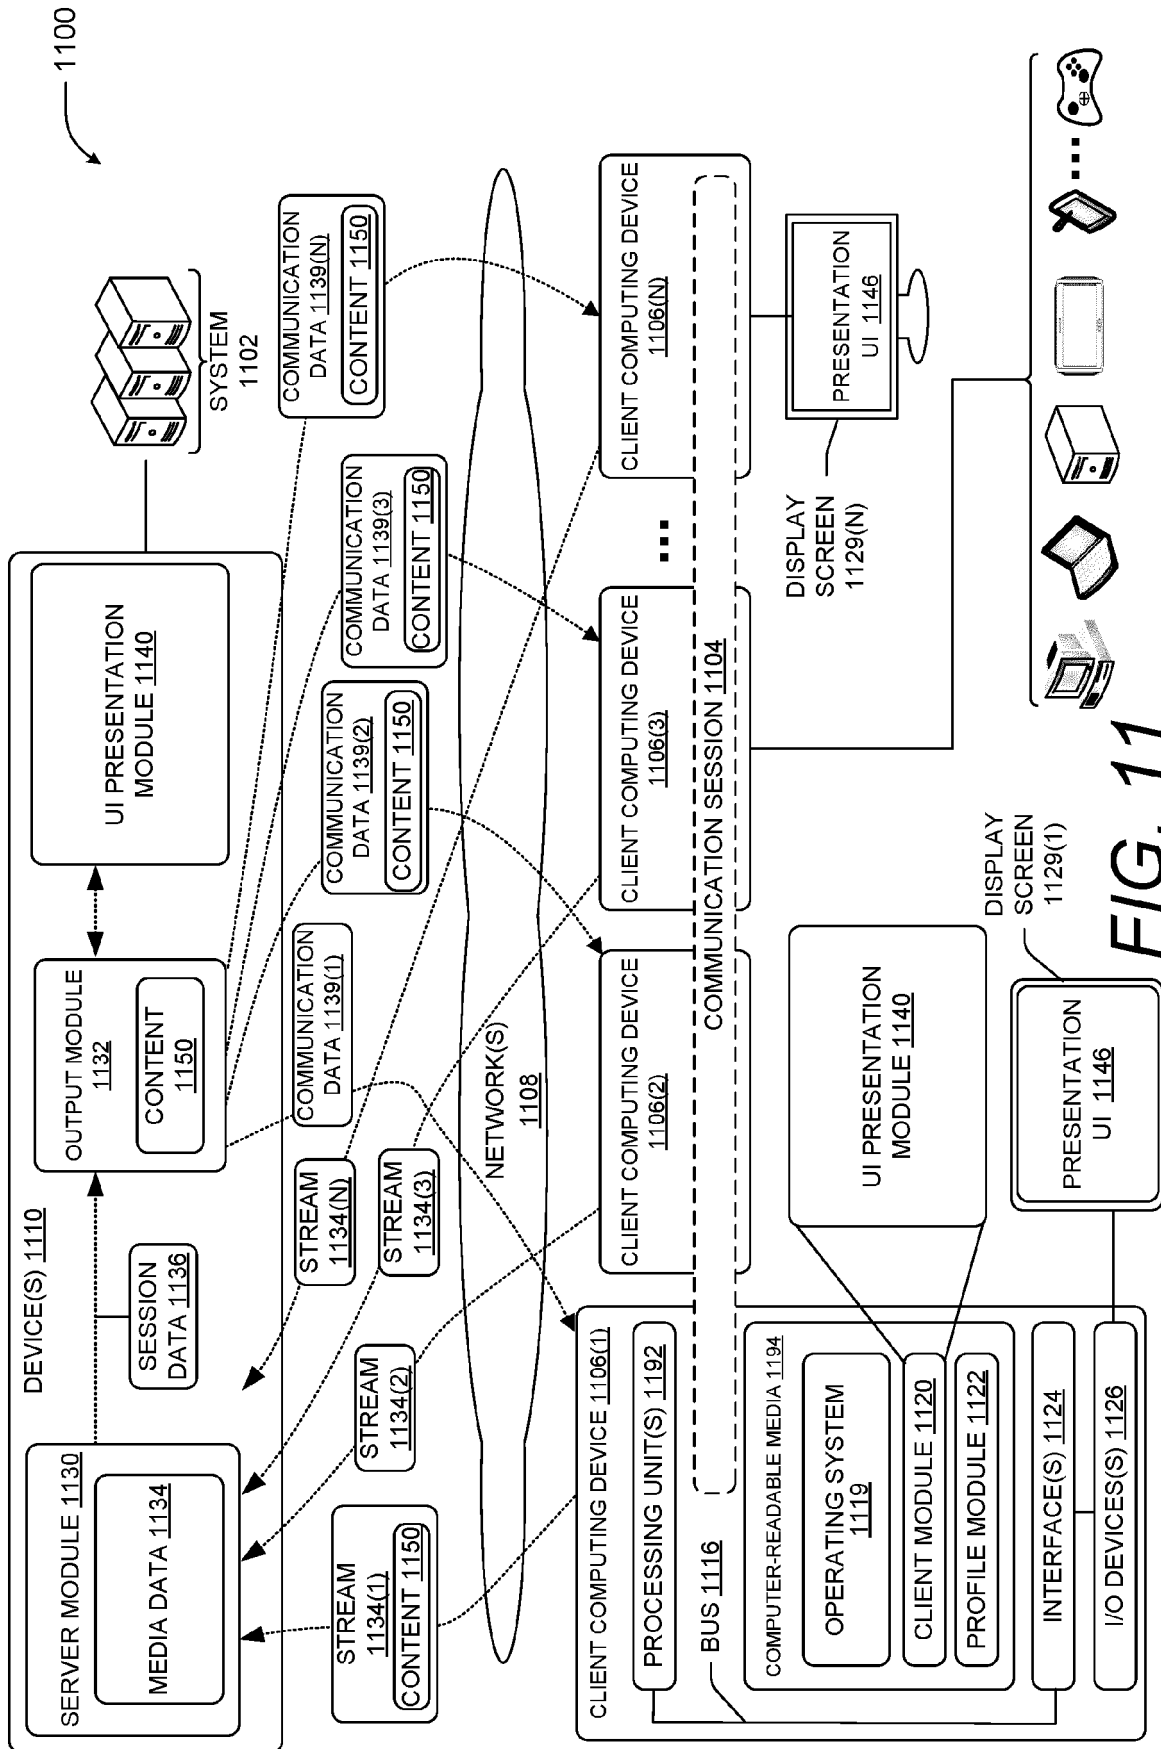 1100
DEVICE(S) 1110
SERVER MODULE 1130
MEDIA DATA 1134
SESSION
DATA 1136
OUTPUT MODULE
1132
CONTENT
1150
UI PRESENTATION
MODULE 1140
SYSTEM
1102
STREAM
1134(1)
CONTENT 1150
STREAM
1134(2)
STREAM
1134(N)
STREAM
1134(3)
COMMUNICATION
DATA 1139(1)
COMMUNICATION
DATA 1139(2)
CONTENT 1150
COMMUNICATION
DATA 1139(3)
CONTENT 1150
COMMUNICATION
DATA 1139(N)
CONTENT 1150
NETWORK(S)
1108
CLIENT COMPUTING DEVICE 1106(1)
PROCESSING UNIT(S) 1192
BUS 1116
COMPUTER-READABLE MEDIA 1194
OPERATING SYSTEM
1119
CLIENT MODULE 1120
PROFILE MODULE 1122
INTERFACE(S) 1124
I/O DEVICES(S) 1126
CLIENT COMPUTING DEVICE
1106(2)
CLIENT COMPUTING DEVICE
1106(3)
...
CLIENT COMPUTING DEVICE
1106(N)
COMMUNICATION SESSION 1104
UI PRESENTATION
MODULE 1140
PRESENTATION
UI 1146
DISPLAY
SCREEN
1129(1)
DISPLAY
SCREEN
1129(N)
PRESENTATION
UI 1146
...
FIG. 11